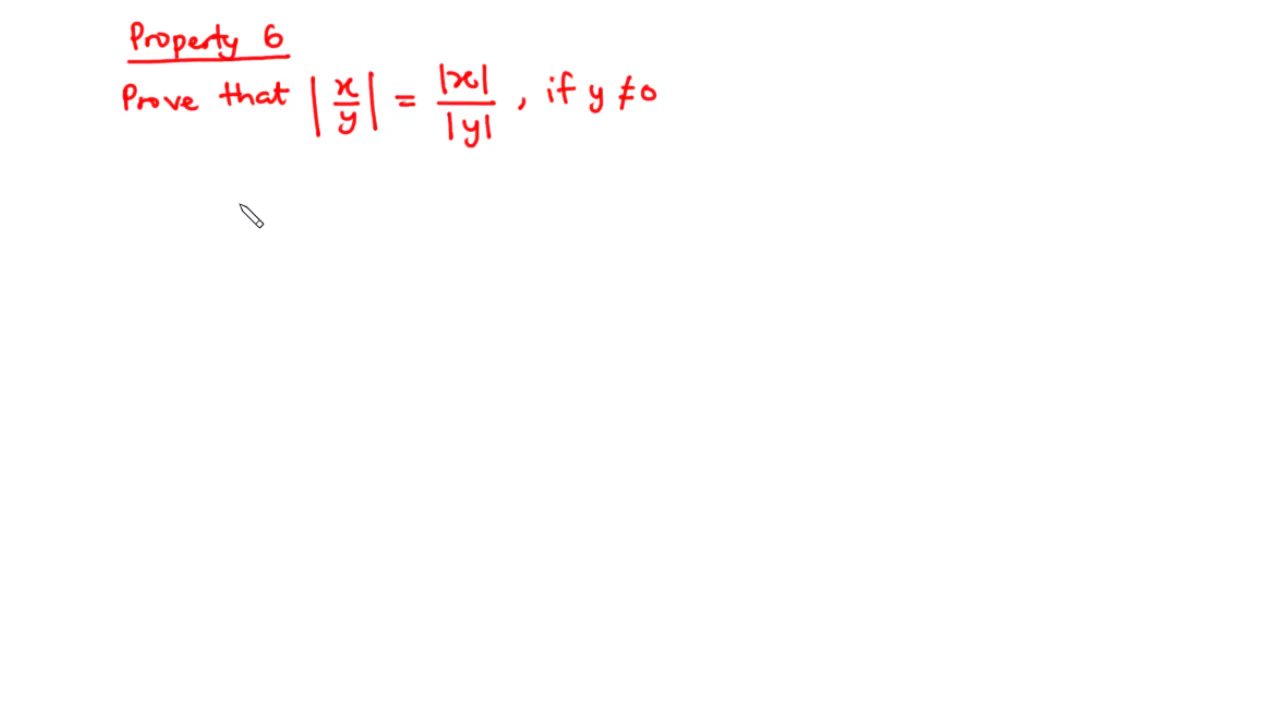 Property 6
Prove that |x/y| = |x|/|y|, if y ≠ 0